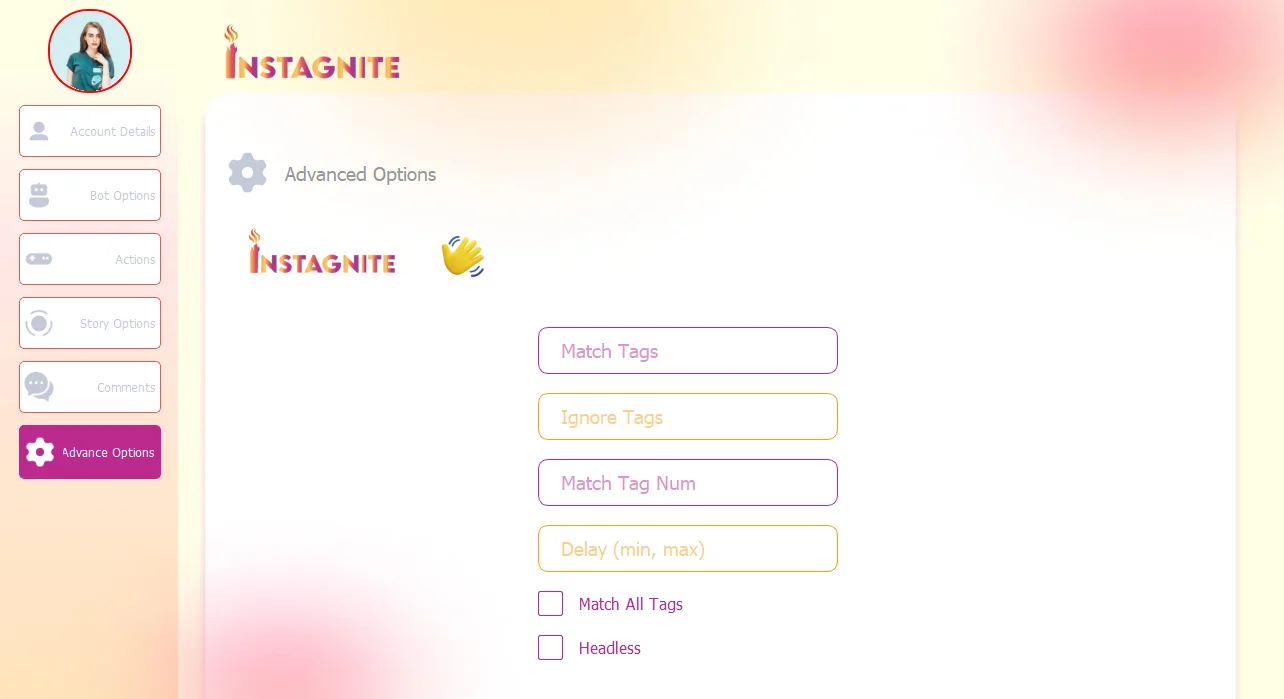 INSTAGNITE
Account Details
Bot Options
Actions
Story Options
Comments
Advance Options
Advanced Options
INSTAGNITE
Match Tags
Ignore Tags
Match Tag Num
Delay (min, max)
Match All Tags
Headless